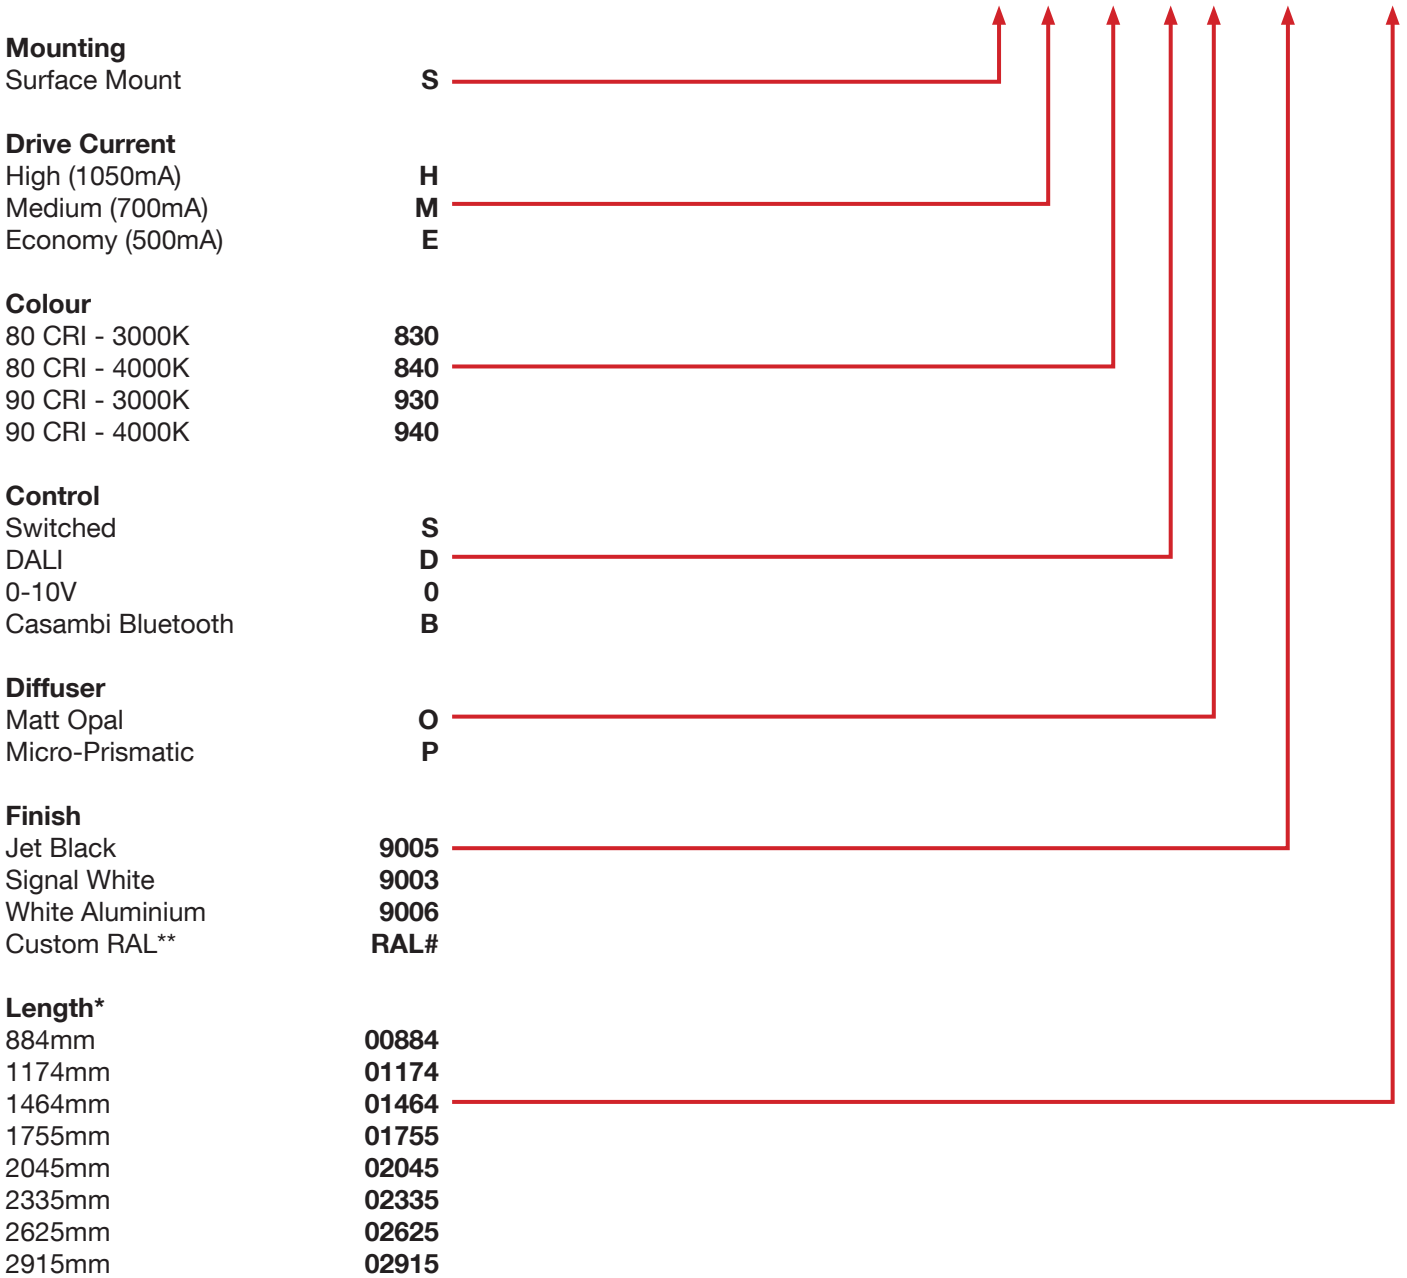 Mounting
Surface Mount S
Drive Current
High (1050mA) H
Medium (700mA) M
Economy (500mA) E
Colour
80 CRI - 3000K 830
80 CRI - 4000K 840
90 CRI - 3000K 930
90 CRI - 4000K 940
Control
Switched S
DALI D
0-10V 0
Casambi Bluetooth B
Diffuser
Matt Opal O
Micro-Prismatic P
Finish
Jet Black 9005
Signal White 9003
White Aluminium 9006
Custom RAL** RAL#
Length*
884mm 00884
1174mm 01174
1464mm 01464
1755mm 01755
2045mm 02045
2335mm 02335
2625mm 02625
2915mm 02915